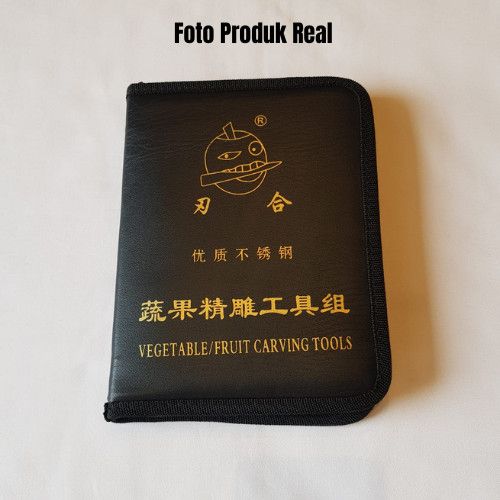 Foto Produk Real
®
刃合
优质不锈钢
蔬果精雕工具组
VEGETABLE/FRUIT CARVING TOOLS